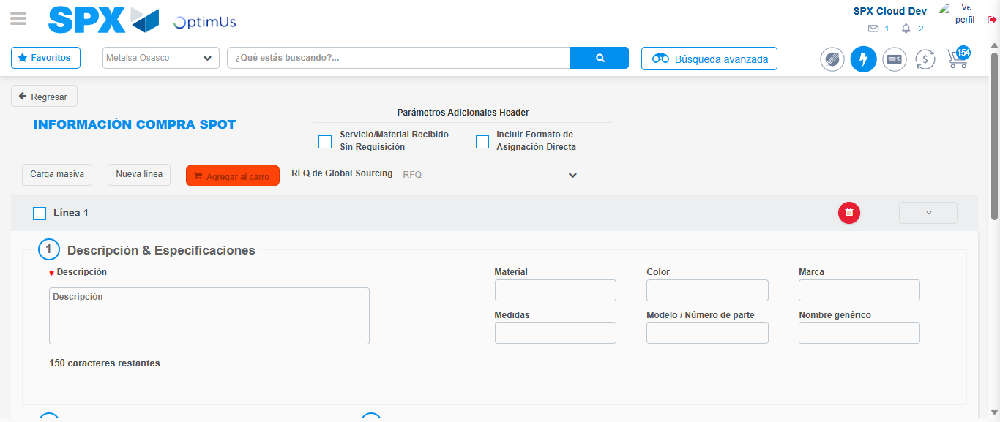 SPX
OptimUs
SPX Cloud Dev
1
2
Ve
perfil
Favoritos
Metalsa Osasco
¿Qué estás buscando?...
Búsqueda avanzada
$
$
154
Regresar
INFORMACIÓN COMPRA SPOT
Parámetros Adicionales Header
Servicio/Material Recibido
Sin Requisición
Incluir Formato de
Asignación Directa
Carga masiva
Nueva línea
Agregar al carro
RFQ de Global Sourcing
RFQ
Línea 1
1
Descripción & Especificaciones
* Descripción
Descripción
150 caracteres restantes
Material
Color
Marca
Medidas
Modelo / Número de parte
Nombre genérico